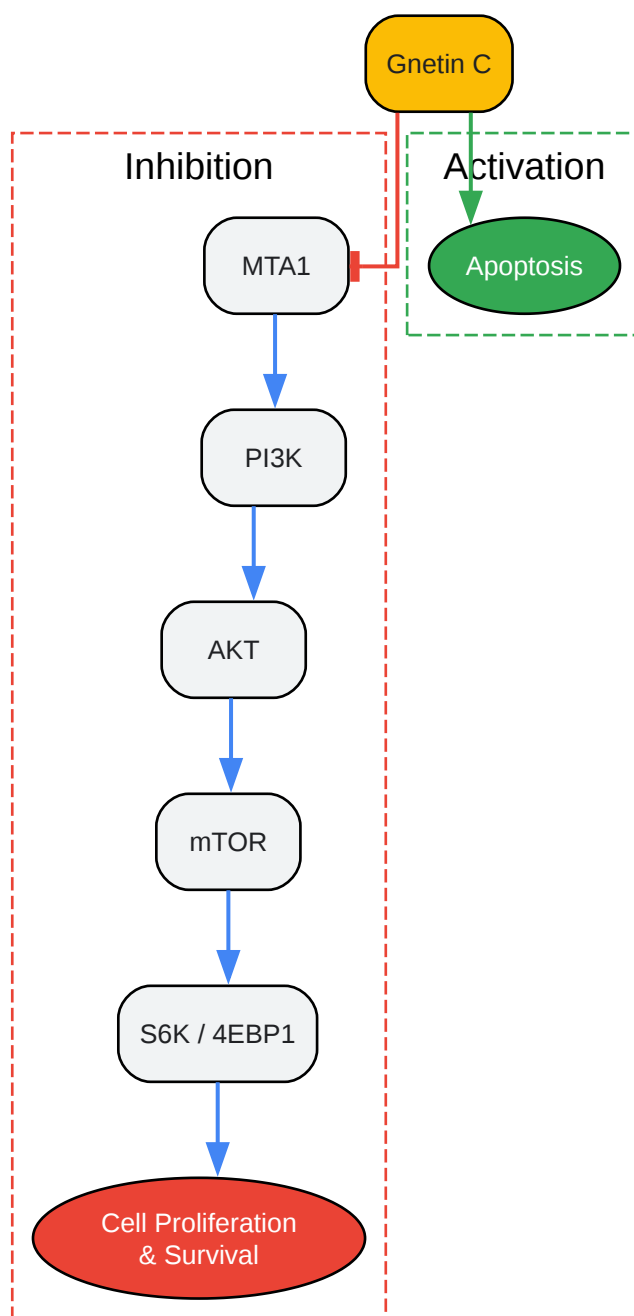 Gnetin C
Inhibition
Activation
MTA1
Apoptosis
PI3K
AKT
mTOR
S6K / 4EBP1
Cell Proliferation
& Survival